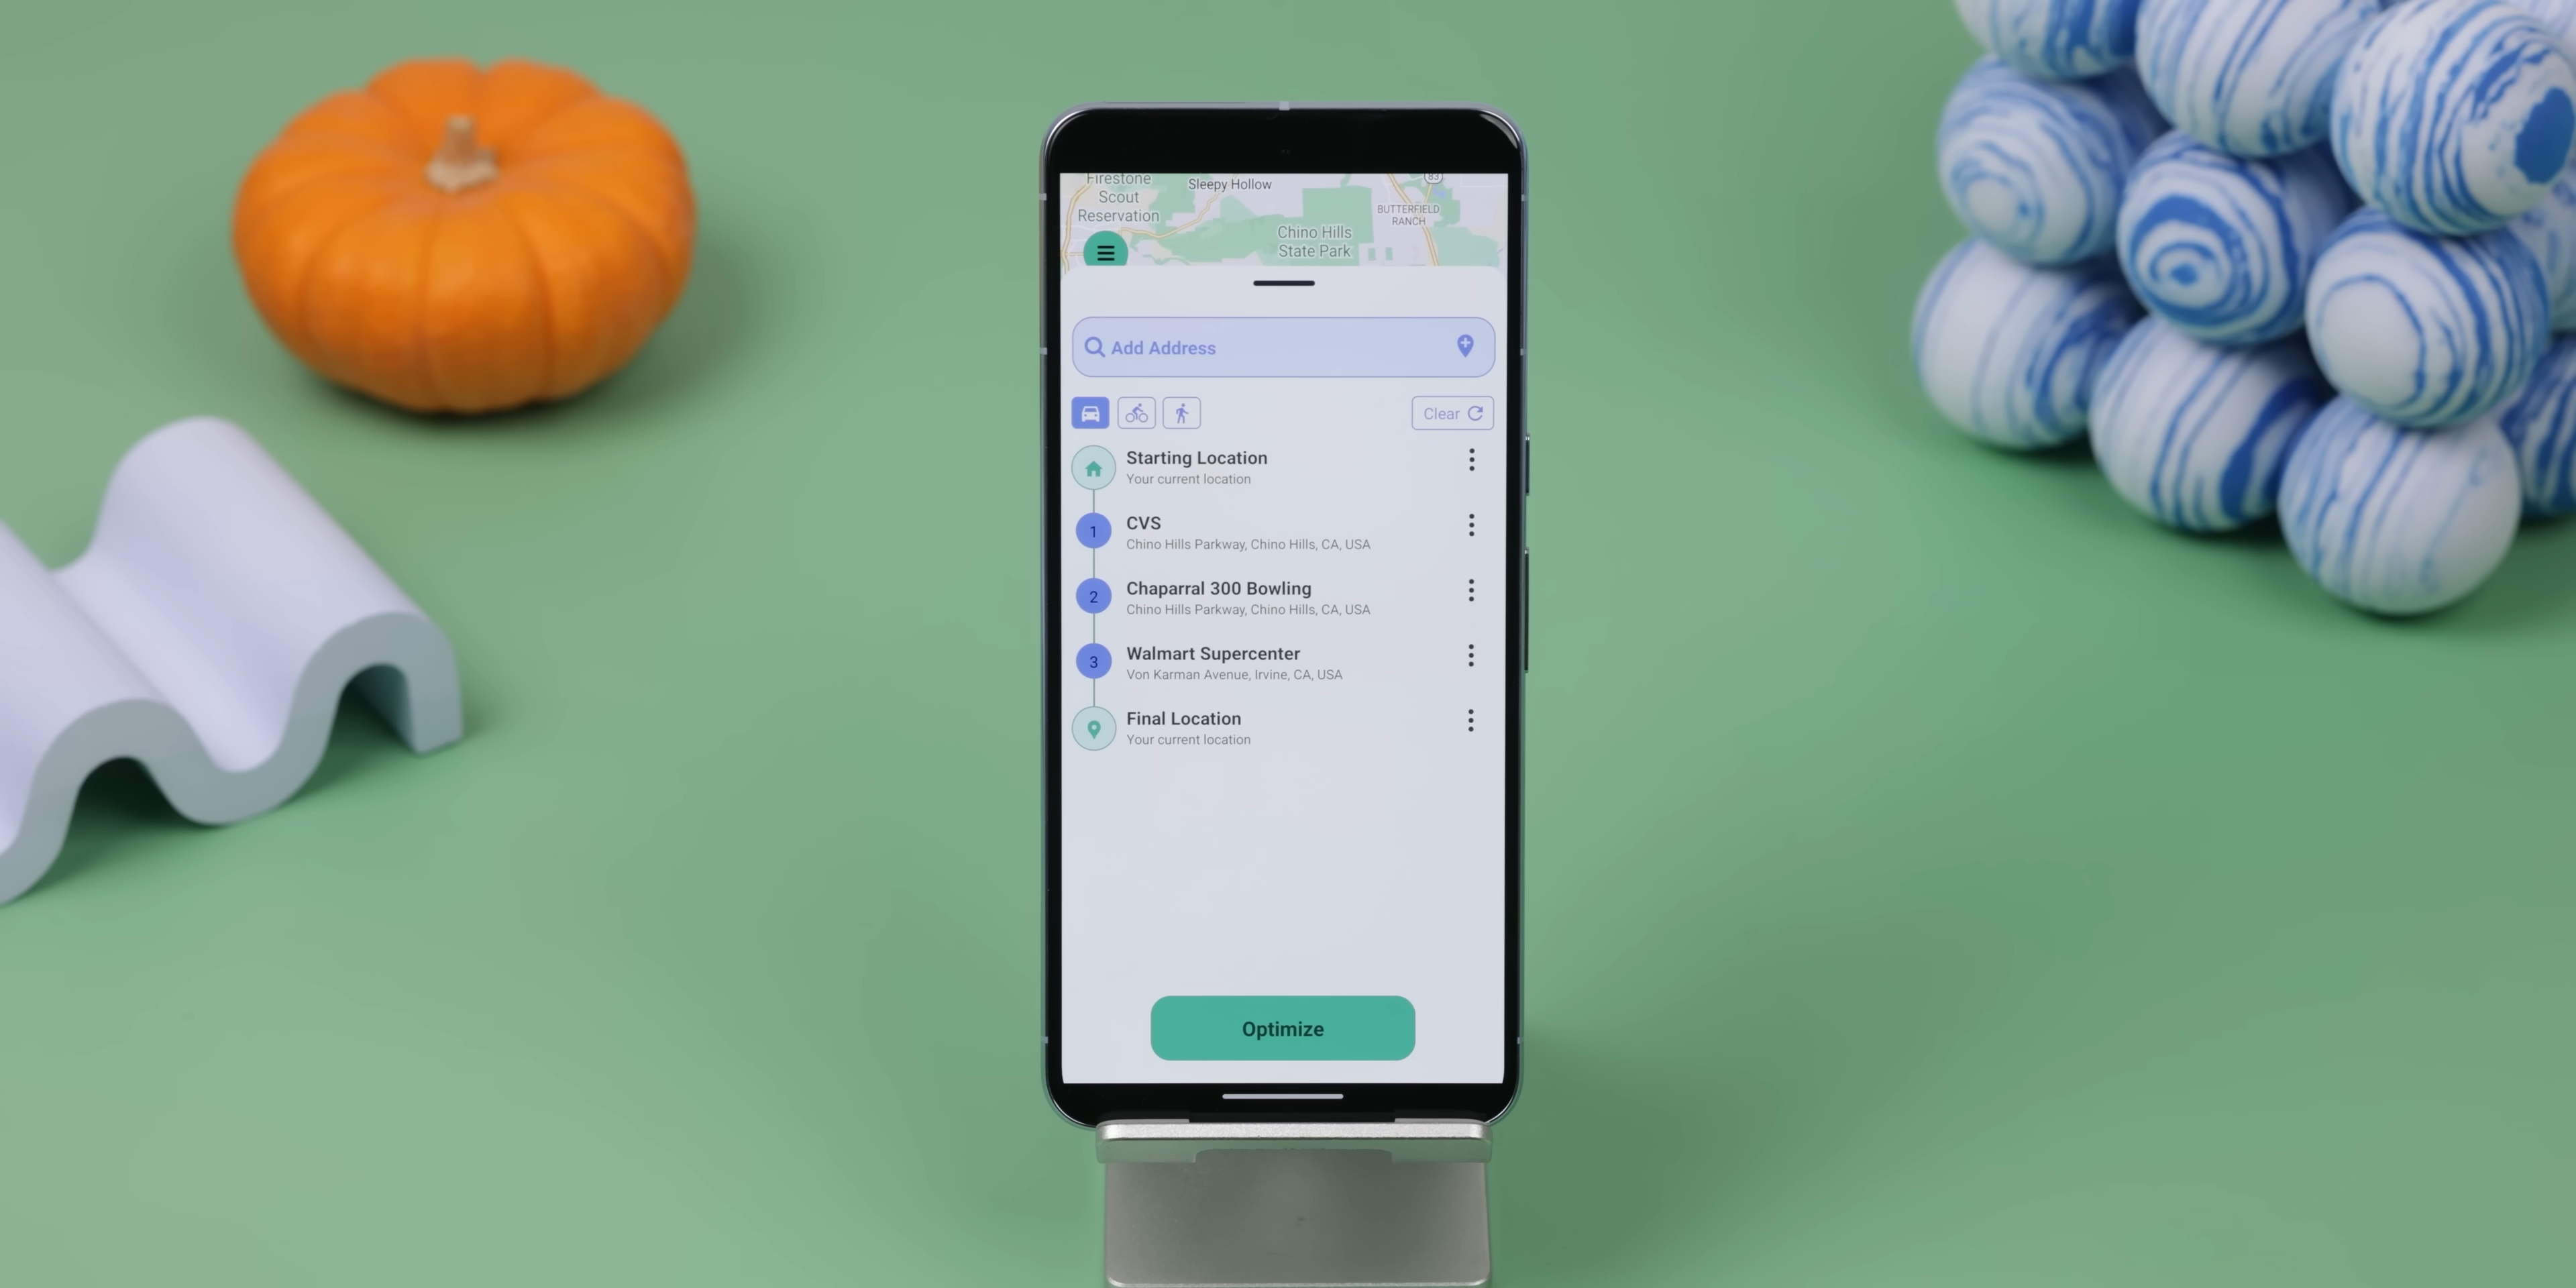 Firestone
Scout
Reservation
Sleepy Hollow
83
BUTTERFIELD
RANCH
Chino Hills
State Park
Add Address
Clear
Starting Location
Your current location
1
CVS
Chino Hills Parkway, Chino Hills, CA, USA
2
Chaparral 300 Bowling
Chino Hills Parkway, Chino Hills, CA, USA
3
Walmart Supercenter
Von Karman Avenue, Irvine, CA, USA
Final Location
Your current location
Optimize